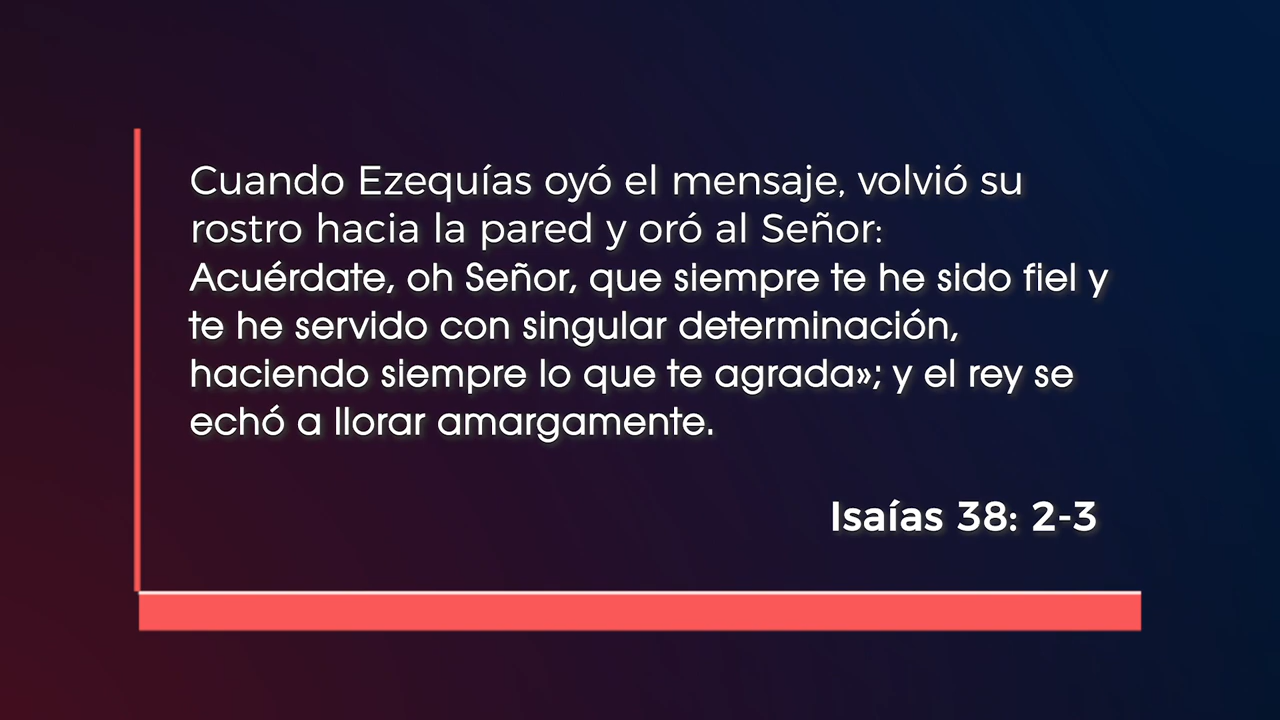 Cuando Ezequías oyó el mensaje, volvió su
rostro hacia la pared y oró al Señor:
Acuérdate, oh Señor, que siempre te he sido fiel y
te he servido con singular determinación,
haciendo siempre lo que te agrada»; y el rey se
echó a llorar amargamente.
Isaías 38: 2-3